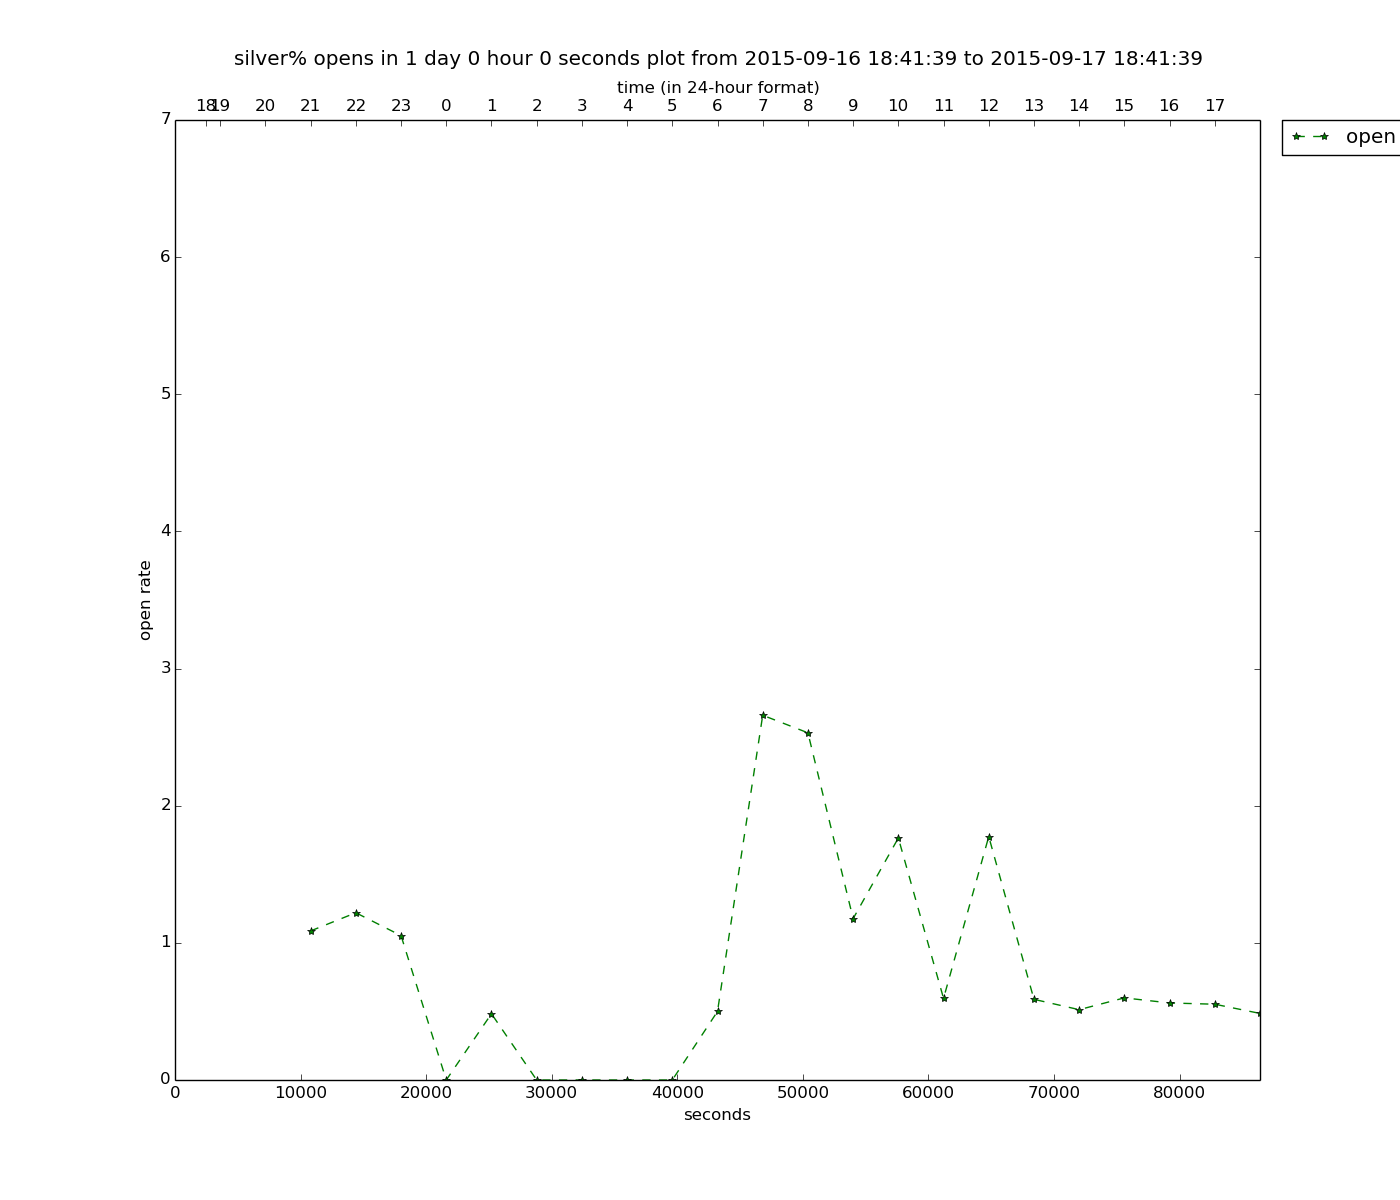 silver% opens in 1 day 0 hour 0 seconds plot from 2015-09-16 18:41:39 to 2015-09-17 18:41:39
time (in 24-hour format)
18 19 20 21 22 23 0 1 2 3 4 5 6 7 8 9 10 11 12 13 14 15 16 17
7
open
6
5
4
open rate
3
2
1
0
0 10000 20000 30000 40000 50000 60000 70000 80000
seconds